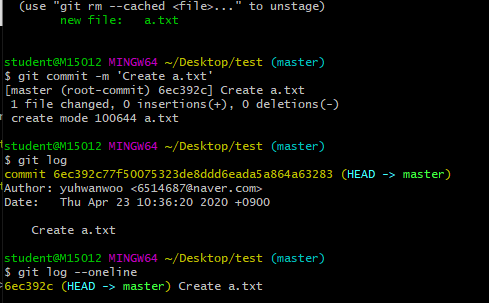 (use "git rm --cached <file>..." to unstage)
new file:   a.txt
student@M15012 MINGW64 ~/Desktop/test (master)
$ git commit -m 'Create a.txt'
[master (root-commit) 6ec392c] Create a.txt
1 file changed, 0 insertions(+), 0 deletions(-)
create mode 100644 a.txt
student@M15012 MINGW64 ~/Desktop/test (master)
$ git log
commit 6ec392c77f50075323de8ddd6eada5a864a63283 (HEAD -> master)
Author: yuhwanwoo <6514687@naver.com>
Date:   Thu Apr 23 10:36:20 2020 +0900
Create a.txt
student@M15012 MINGW64 ~/Desktop/test (master)
$ git log --oneline
6ec392c (HEAD -> master) Create a.txt